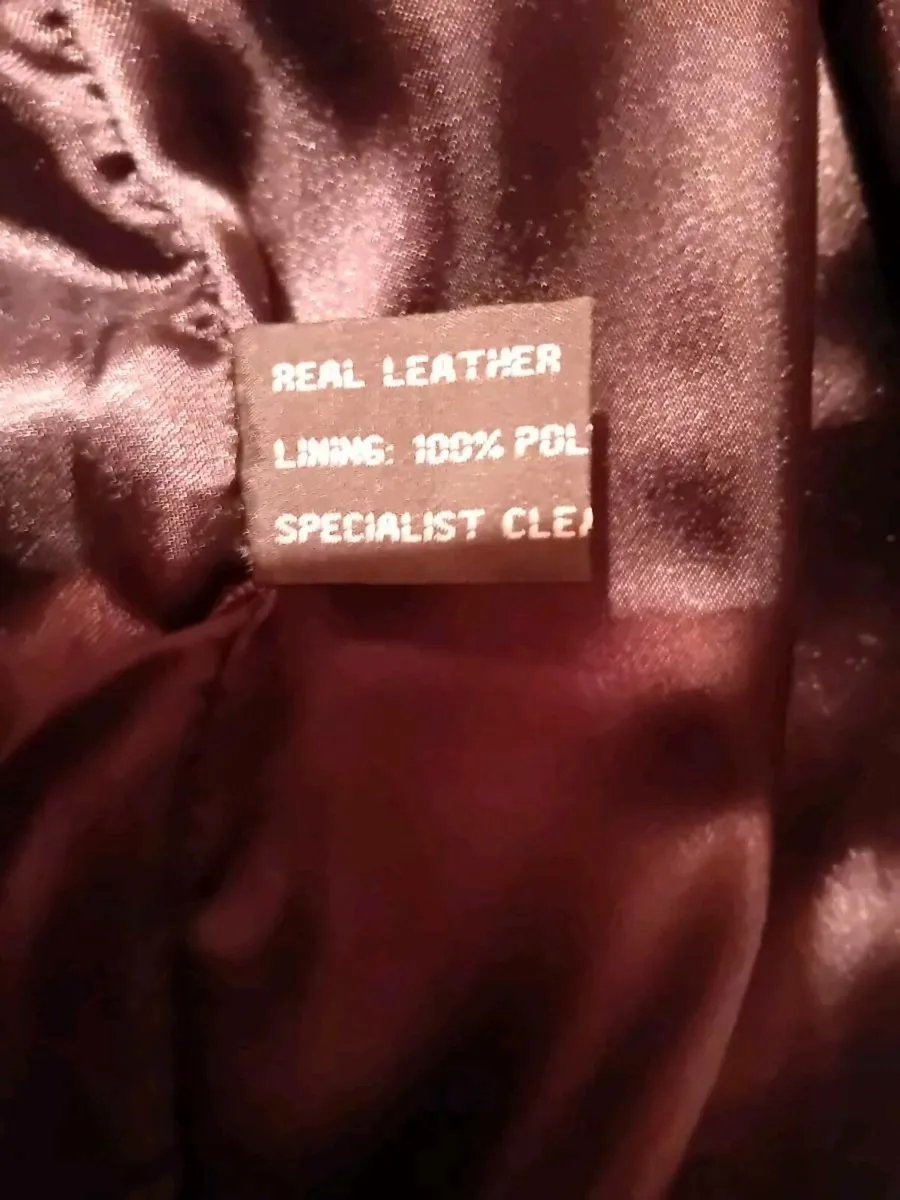 REAL LEATHER
LINING: 100% POL
SPECIALIST CLEA